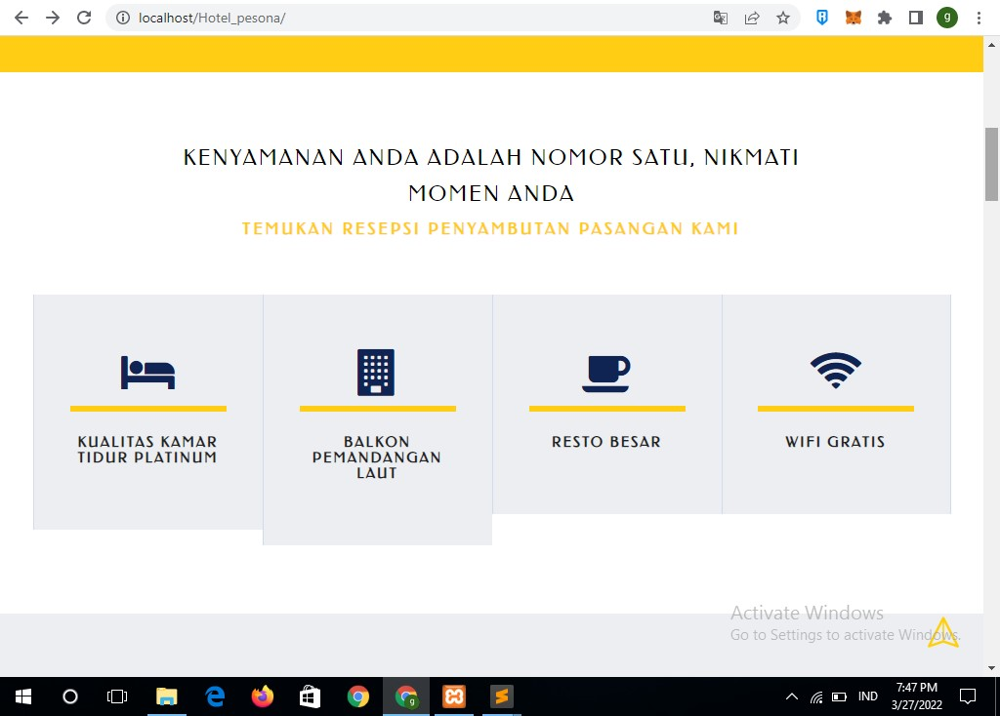 localhost/Hotel_pesona/
g
KENYAMANAN ANDA ADALAH NOMOR SATU, NIKMATI
MOMEN ANDA
TEMUKAN RESEPSI PENYAMBUTAN PASANGAN KAMI
KUALITAS KAMAR
TIDUR PLATINUM
BALKON
PEMANDANGAN
LAUT
RESTO BESAR
WIFI GRATIS
Activate Windows
Go to Settings to activate Windows.
g
IND
7:47 PM
3/27/2022